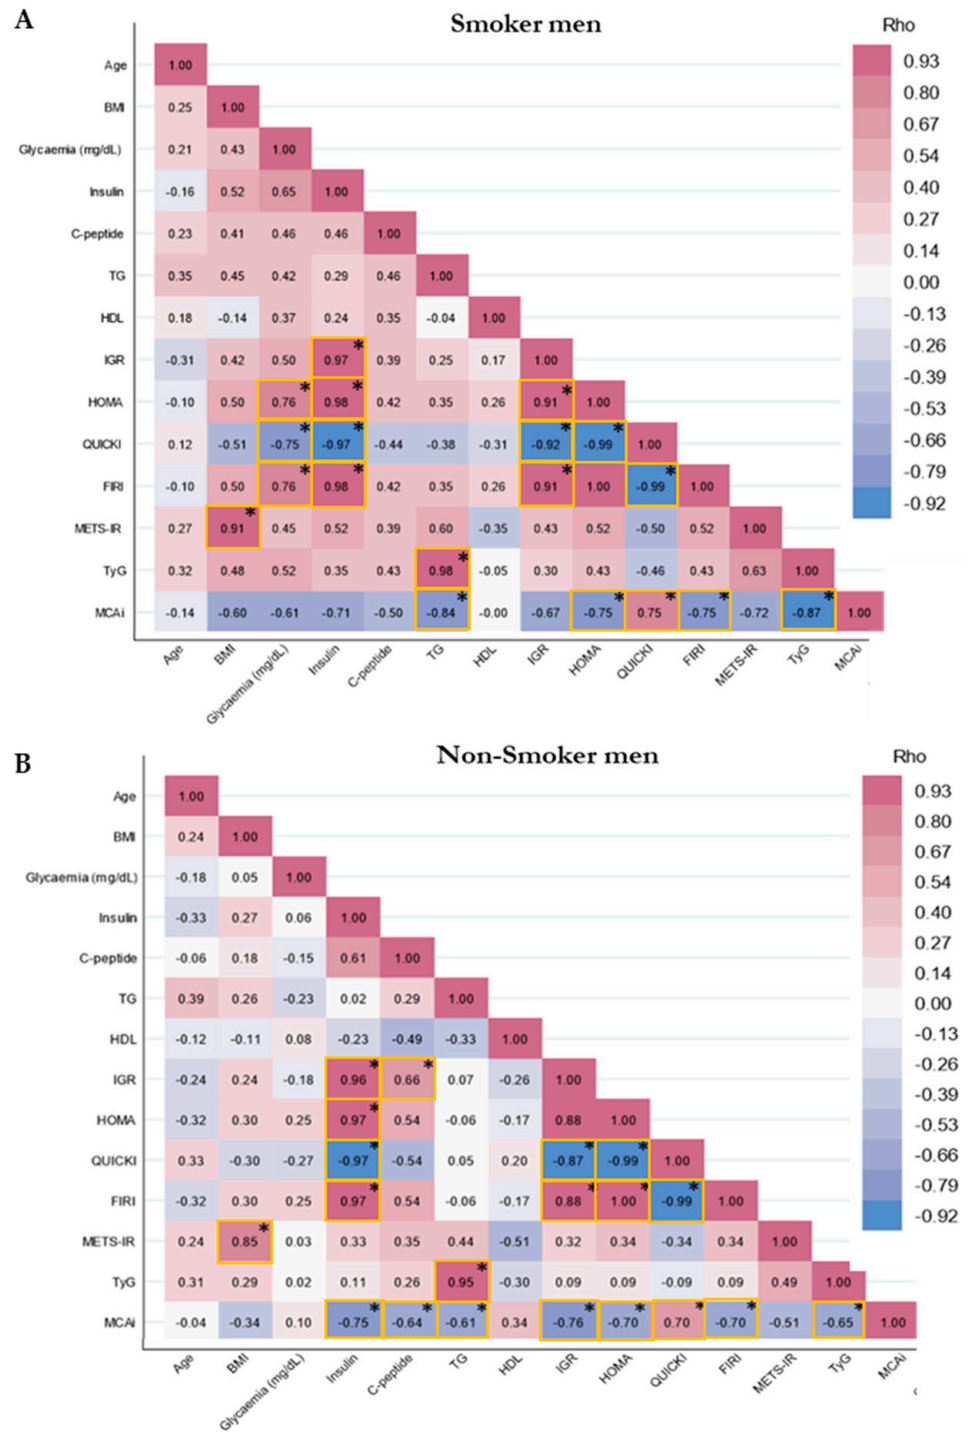 A
Smoker men
Rho
Age 1.00
BMI 0.25 1.00
Glycaemia (mg/dL) 0.21 0.43 1.00
Insulin -0.16 0.52 0.65 1.00
C-peptide 0.23 0.41 0.46 0.46 1.00
TG 0.35 0.45 0.42 0.29 0.46 1.00
HDL 0.18 -0.14 0.37 0.24 0.35 -0.04 1.00
IGR -0.31 0.42 0.50 0.97* 0.39 0.25 0.17 1.00
HOMA -0.10 0.50 0.76* 0.98* 0.42 0.35 0.26 0.91* 1.00
QUICKI 0.12 -0.51 -0.75* -0.97* -0.44 -0.38 -0.31 -0.92* -0.99* 1.00
FIRI -0.10 0.50 0.76* 0.98* 0.42 0.35 0.26 0.91* 1.00 -0.99* 1.00
METS-IR 0.27 0.91* 0.45 0.52 0.39 0.60 -0.35 0.43 0.52 -0.50 0.52 1.00
TyG 0.32 0.48 0.52 0.35 0.43 0.98* -0.05 0.30 0.43 -0.46 0.43 0.63 1.00
MCAi -0.14 -0.60 -0.61 -0.71 -0.50 -0.84* -0.00 -0.67 -0.75* 0.75* -0.75* -0.72 -0.87* 1.00
Age BMI Glycaemia (mg/dL) Insulin C-peptide TG HDL IGR HOMA QUICKI FIRI METS-IR TyG MCAi
0.93
0.80
0.67
0.54
0.40
0.27
0.14
0.00
-0.13
-0.26
-0.39
-0.53
-0.66
-0.79
-0.92
B
Non-Smoker men
Rho
Age 1.00
BMI 0.24 1.00
Glycaemia (mg/dL) -0.18 0.05 1.00
Insulin -0.33 0.27 0.06 1.00
C-peptide -0.06 0.18 -0.15 0.61 1.00
TG 0.39 0.26 -0.23 0.02 0.29 1.00
HDL -0.12 -0.11 0.08 -0.23 -0.49 -0.33 1.00
IGR -0.24 0.24 -0.18 0.96* 0.66* 0.07 -0.26 1.00
HOMA -0.32 0.30 0.25 0.97* 0.54 -0.06 -0.17 0.88 1.00
QUICKI 0.33 -0.30 -0.27 -0.97* -0.54 0.05 0.20 -0.87* -0.99* 1.00
FIRI -0.32 0.30 0.25 0.97* 0.54 -0.06 -0.17 0.88* 1.00* -0.99* 1.00
METS-IR 0.24 0.85* 0.03 0.33 0.35 0.44 -0.51 0.32 0.34 -0.34 0.34 1.00
TyG 0.31 0.29 0.02 0.11 0.26 0.95* -0.30 0.09 0.09 -0.09 0.09 0.49 1.00
MCAi -0.04 -0.34 0.10 -0.75* -0.64* -0.61* 0.34 -0.76* -0.70* 0.70* -0.70* -0.51 -0.65* 1.00
Age BMI Glycaemia (mg/dL) Insulin C-peptide TG HDL IGR HOMA QUICKI FIRI METS-IR TyG MCAi
0.93
0.80
0.67
0.54
0.40
0.27
0.14
0.00
-0.13
-0.26
-0.39
-0.53
-0.66
-0.79
-0.92